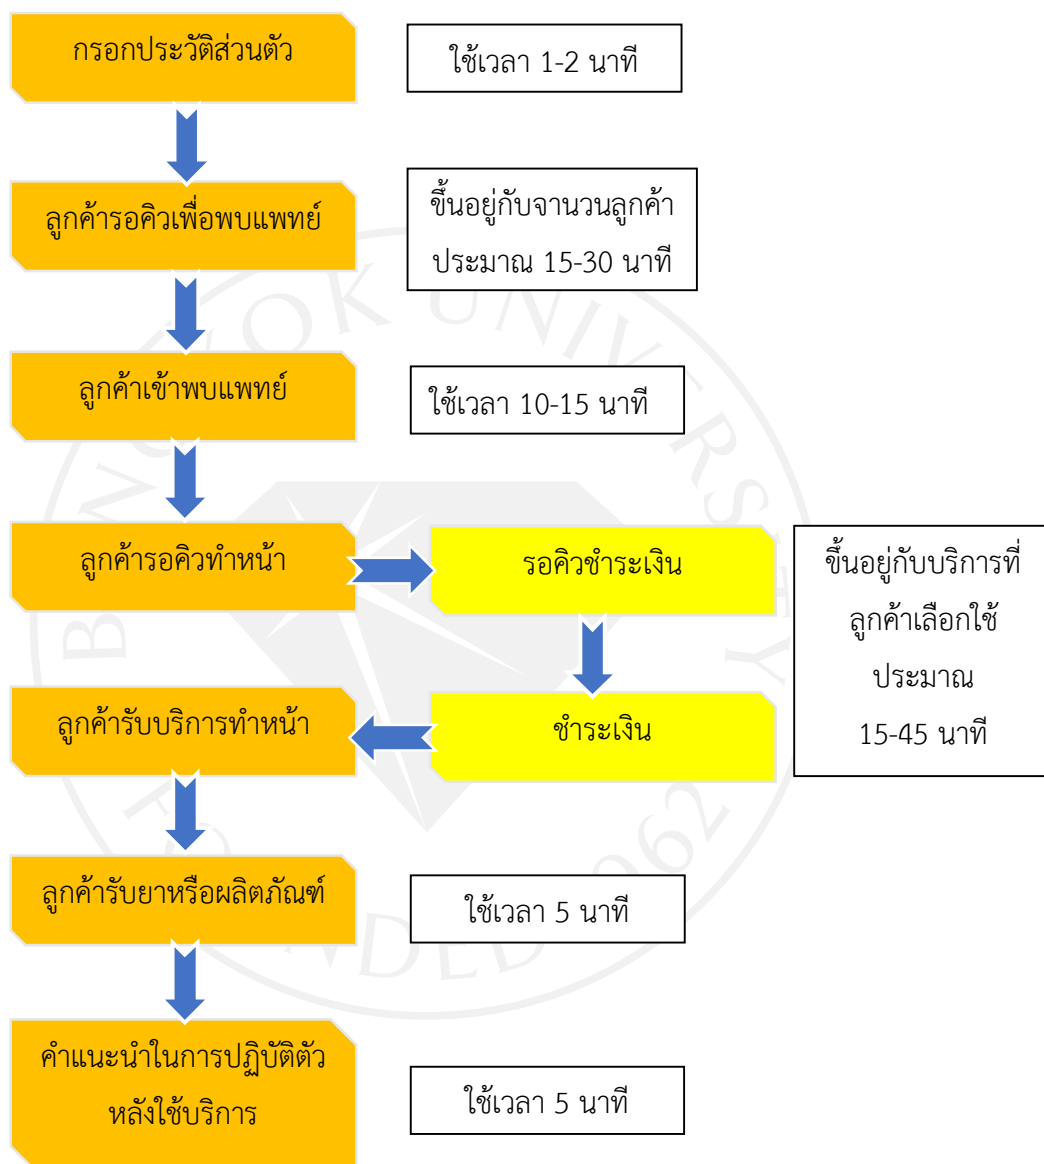 กรอกประวัติส่วนตัว
ใช้เวลา 1-2 นาที
ลูกค้ารอคิวเพื่อพบแพทย์
ขึ้นอยู่กับจานวนลูกค้า
ประมาณ 15-30 นาที
ลูกค้าเข้าพบแพทย์
ใช้เวลา 10-15 นาที
ลูกค้ารอคิวทำหน้า
รอคิวชำระเงิน
ขึ้นอยู่กับบริการที่
ลูกค้าเลือกใช้
ประมาณ
15-45 นาที
ลูกค้ารับบริการทำหน้า
ชำระเงิน
ลูกค้ารับยาหรือผลิตภัณฑ์
ใช้เวลา 5 นาที
คำแนะนำในการปฏิบัติตัว
หลังใช้บริการ
ใช้เวลา 5 นาที